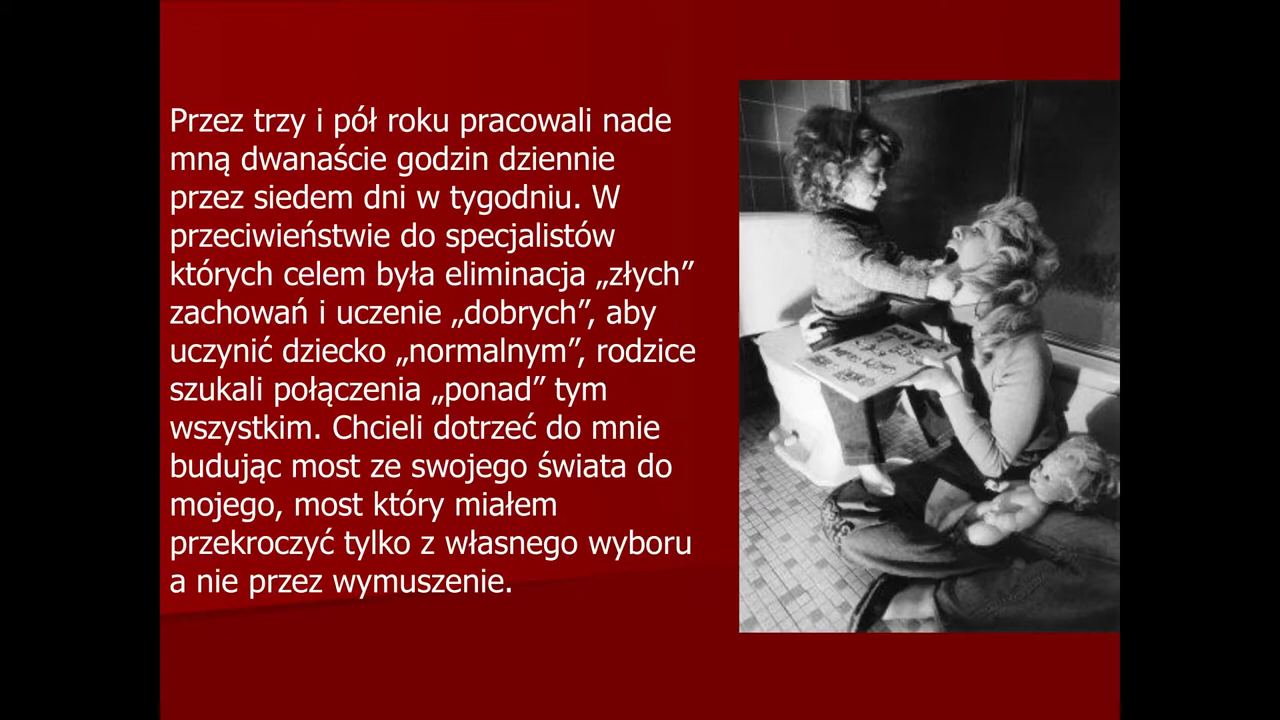 Przez trzy i pół roku pracowali nade
mną dwanaście godzin dziennie
przez siedem dni w tygodniu. W
przeciwieństwie do specjalistów
których celem była eliminacja „złych”
zachowań i uczenie „dobrych”, aby
uczynić dziecko „normalnym”, rodzice
szukali połączenia „ponad” tym
wszystkim. Chcieli dotrzeć do mnie
budując most ze swojego świata do
mojego, most który miałem
przekroczyć tylko z własnego wyboru
a nie przez wymuszenie.